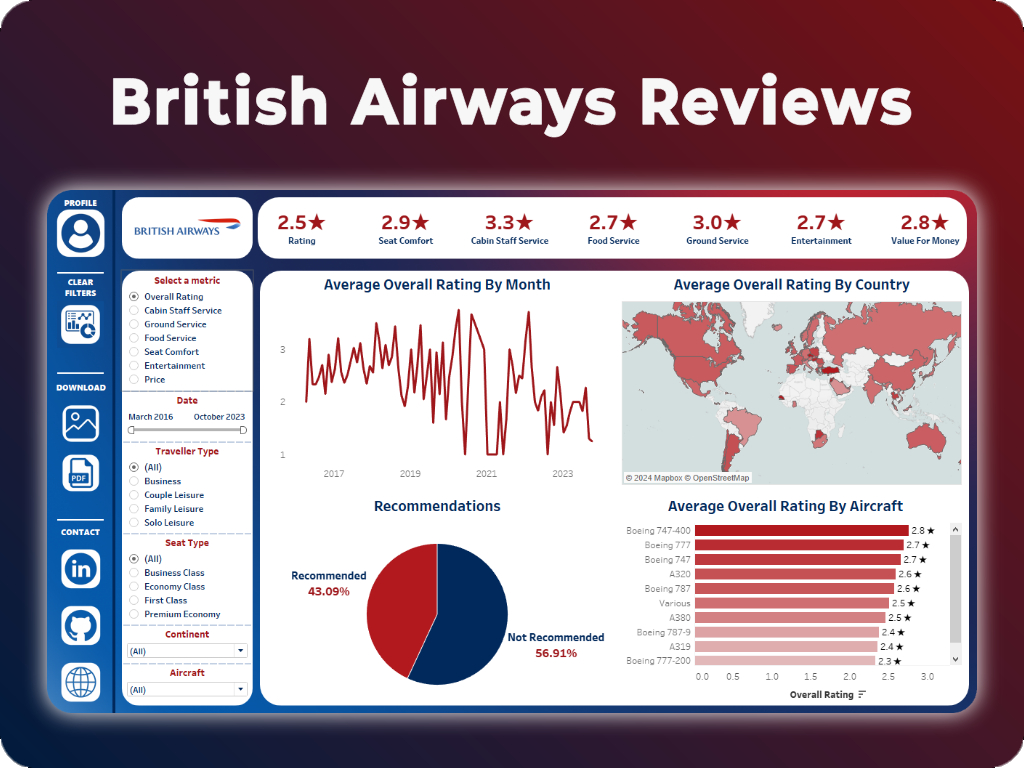 British Airways Reviews
PROFILE
CLEAR
FILTERS
DOWNLOAD
PDF
CONTACT
in
BRITISH AIRWAYS
2.5★ 2.9★ 3.3★ 2.7★ 3.0★ 2.7★ 2.8★
Rating Seat Comfort Cabin Staff Service Food Service Ground Service Entertainment Value For Money
Select a metric
Overall Rating
Cabin Staff Service
Ground Service
Food Service
Seat Comfort
Entertainment
Price
Date
March 2016 October 2023
Traveller Type
(All)
Business
Couple Leisure
Family Leisure
Solo Leisure
Seat Type
(All)
Business Class
Economy Class
First Class
Premium Economy
Continent
(All)
Aircraft
(All)
Average Overall Rating By Month
3
2
1
2017 2019 2021 2023
Average Overall Rating By Country
© 2024 Mapbox © OpenStreetMap
Recommendations
Recommended
43.09%
Not Recommended
56.91%
Average Overall Rating By Aircraft
Boeing 747-400 2.8 ★
Boeing 777 2.7 ★
Boeing 747 2.7 ★
A320 2.6 ★
Boeing 787 2.6 ★
Various 2.5 ★
A380 2.5 ★
Boeing 787-9 2.4 ★
A319 2.4 ★
Boeing 777-200 2.3 ★
0.0 0.5 1.0 1.5 2.0 2.5 3.0
Overall Rating